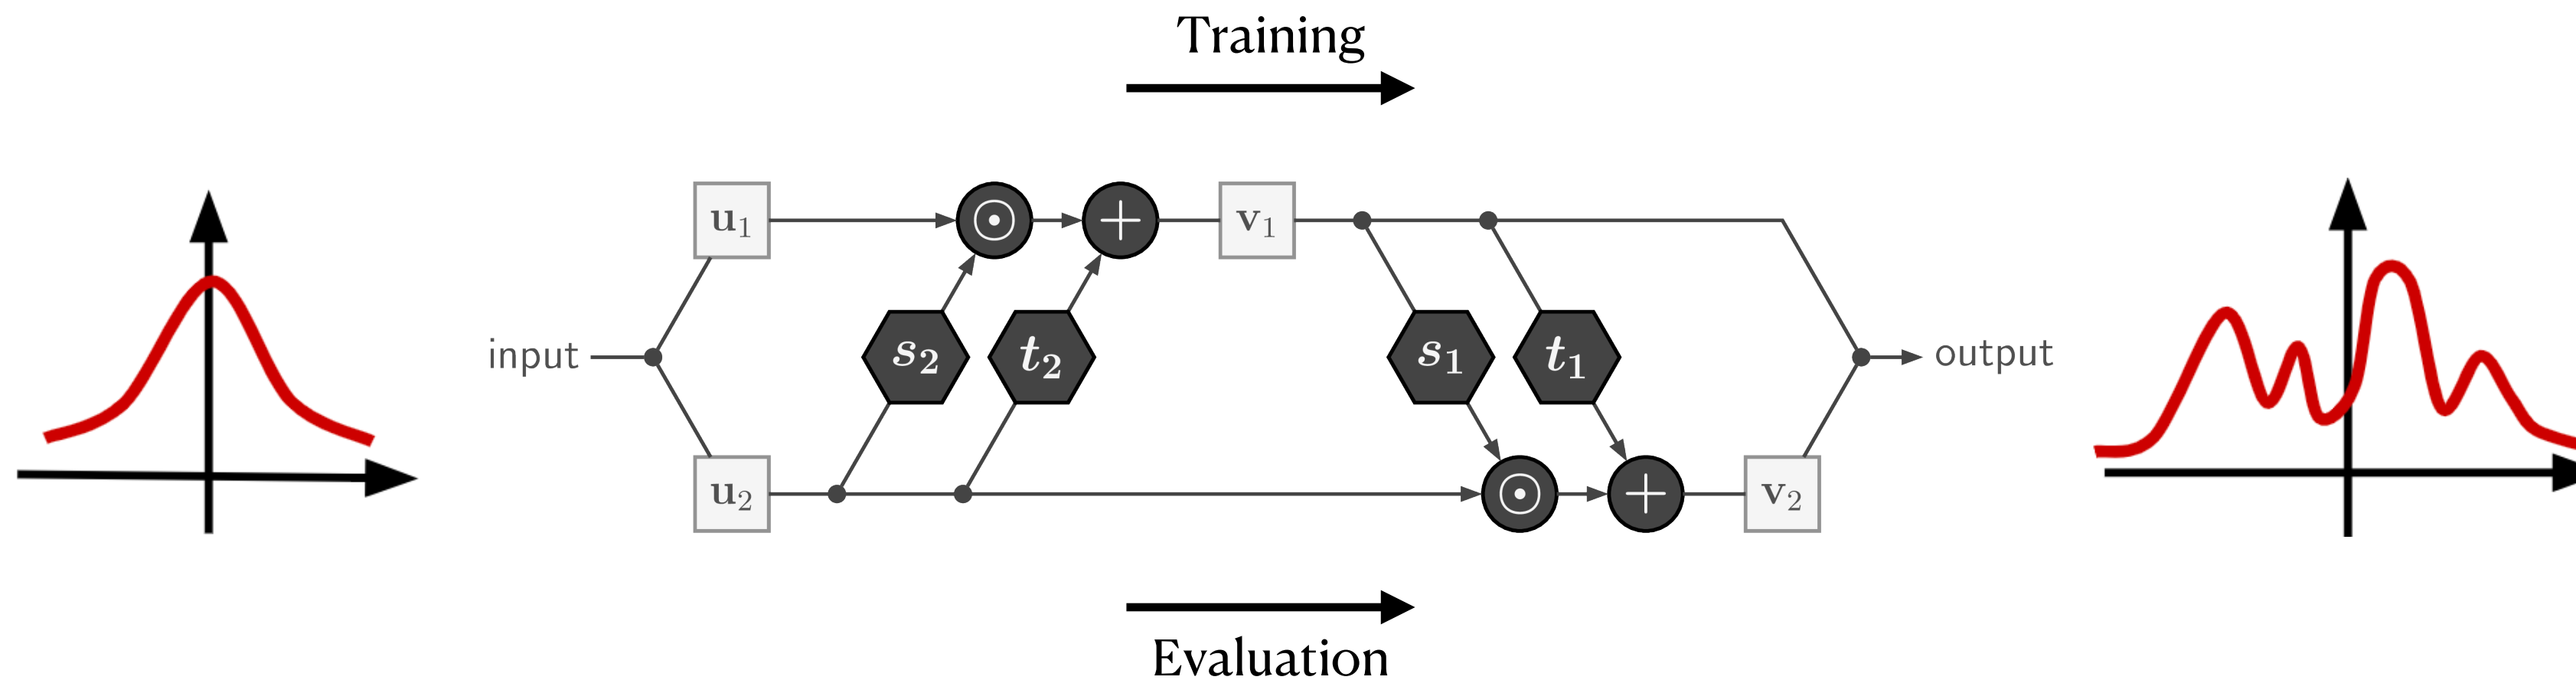 Training
u₁ ⊙ + v₁
input s₂ t₂ s₁ t₁ output
u₂ ⊙ + v₂
Evaluation